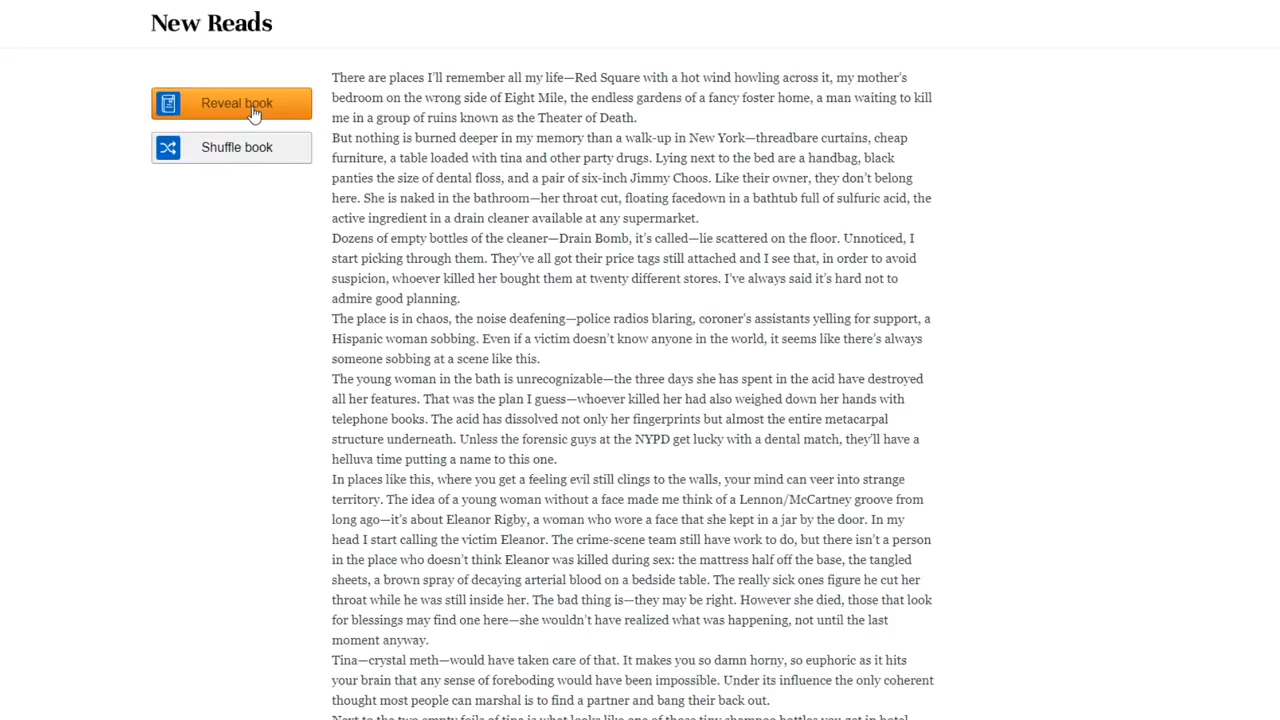 New Reads
Reveal book
Shuffle book
There are places I'll remember all my life—Red Square with a hot wind howling across it, my mother's
bedroom on the wrong side of Eight Mile, the endless gardens of a fancy foster home, a man waiting to kill
me in a group of ruins known as the Theater of Death.
But nothing is burned deeper in my memory than a walk-up in New York—threadbare curtains, cheap
furniture, a table loaded with tina and other party drugs. Lying next to the bed are a handbag, black
panties the size of dental floss, and a pair of six-inch Jimmy Choos. Like their owner, they don't belong
here. She is naked in the bathroom—her throat cut, floating facedown in a bathtub full of sulfuric acid, the
active ingredient in a drain cleaner available at any supermarket.
Dozens of empty bottles of the cleaner—Drain Bomb, it's called—lie scattered on the floor. Unnoticed, I
start picking through them. They've all got their price tags still attached and I see that, in order to avoid
suspicion, whoever killed her bought them at twenty different stores. I've always said it's hard not to
admire good planning.
The place is in chaos, the noise deafening—police radios blaring, coroner's assistants yelling for support, a
Hispanic woman sobbing. Even if a victim doesn't know anyone in the world, it seems like there's always
someone sobbing at a scene like this.
The young woman in the bath is unrecognizable—the three days she has spent in the acid have destroyed
all her features. That was the plan I guess—whoever killed her had also weighed down her hands with
telephone books. The acid has dissolved not only her fingerprints but almost the entire metacarpal
structure underneath. Unless the forensic guys at the NYPD get lucky with a dental match, they'll have a
helluva time putting a name to this one.
In places like this, where you get a feeling evil still clings to the walls, your mind can veer into strange
territory. The idea of a young woman without a face made me think of a Lennon/McCartney groove from
long ago—it's about Eleanor Rigby, a woman who wore a face that she kept in a jar by the door. In my
head I start calling the victim Eleanor. The crime-scene team still have work to do, but there isn't a person
in the place who doesn't think Eleanor was killed during sex: the mattress half off the base, the tangled
sheets, a brown spray of decaying arterial blood on a bedside table. The really sick ones figure he cut her
throat while he was still inside her. The bad thing is—they may be right. However she died, those that look
for blessings may find one here—she wouldn't have realized what was happening, not until the last
moment anyway.
Tina—crystal meth—would have taken care of that. It makes you so damn horny, so euphoric as it hits
your brain that any sense of foreboding would have been impossible. Under its influence the only coherent
thought most people can marshal is to find a partner and bang their back out.
Next to the two empty foils of tina is what looks like one of those tiny shampoo bottles you get in hotel